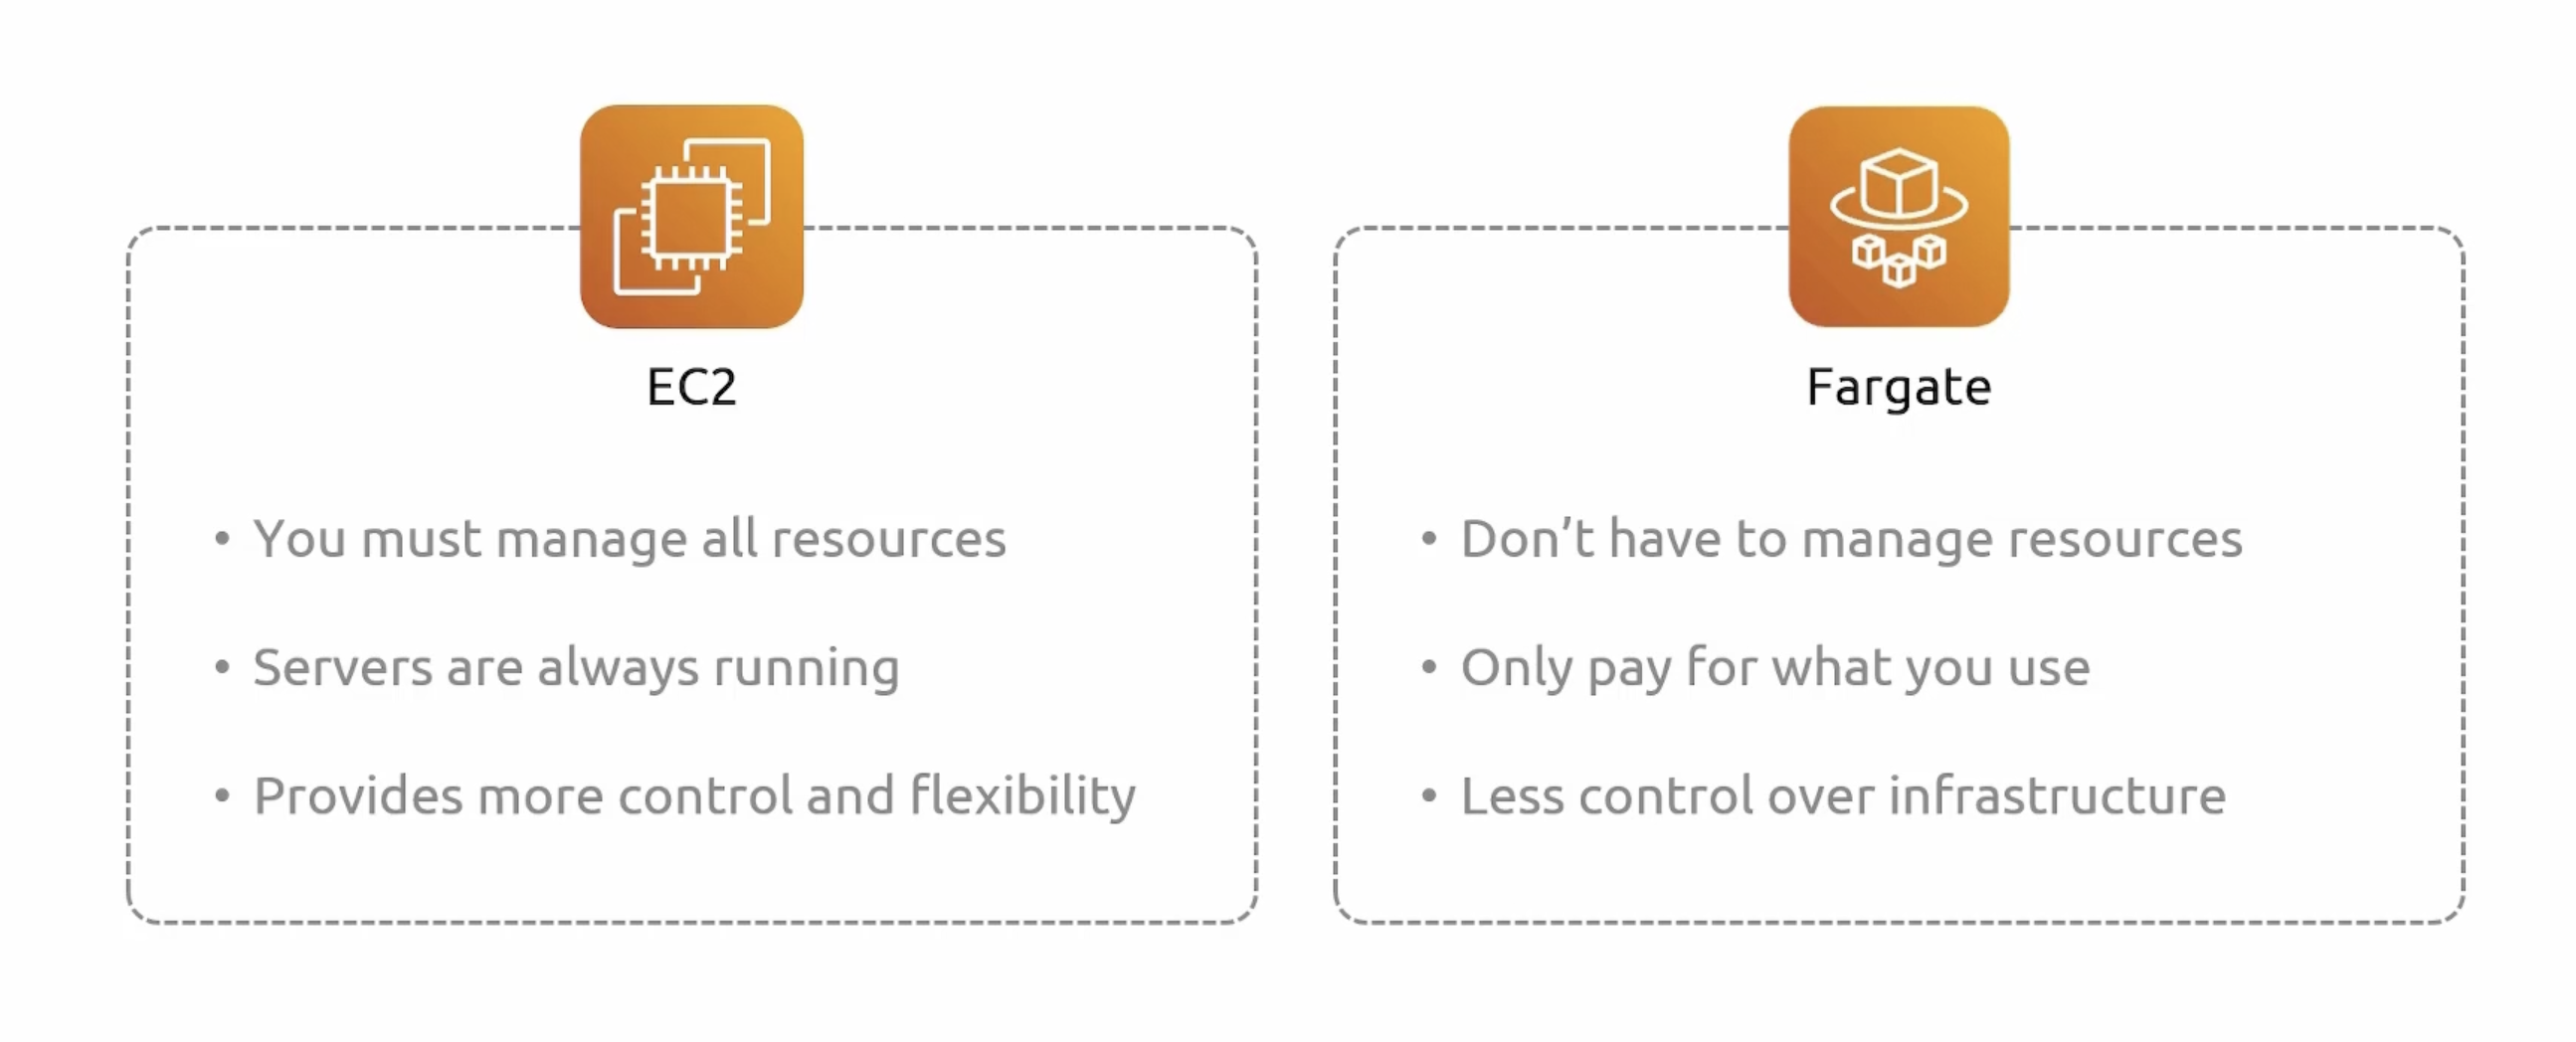 EC2
• You must manage all resources
• Servers are always running
• Provides more control and flexibility
Fargate
• Don’t have to manage resources
• Only pay for what you use
• Less control over infrastructure